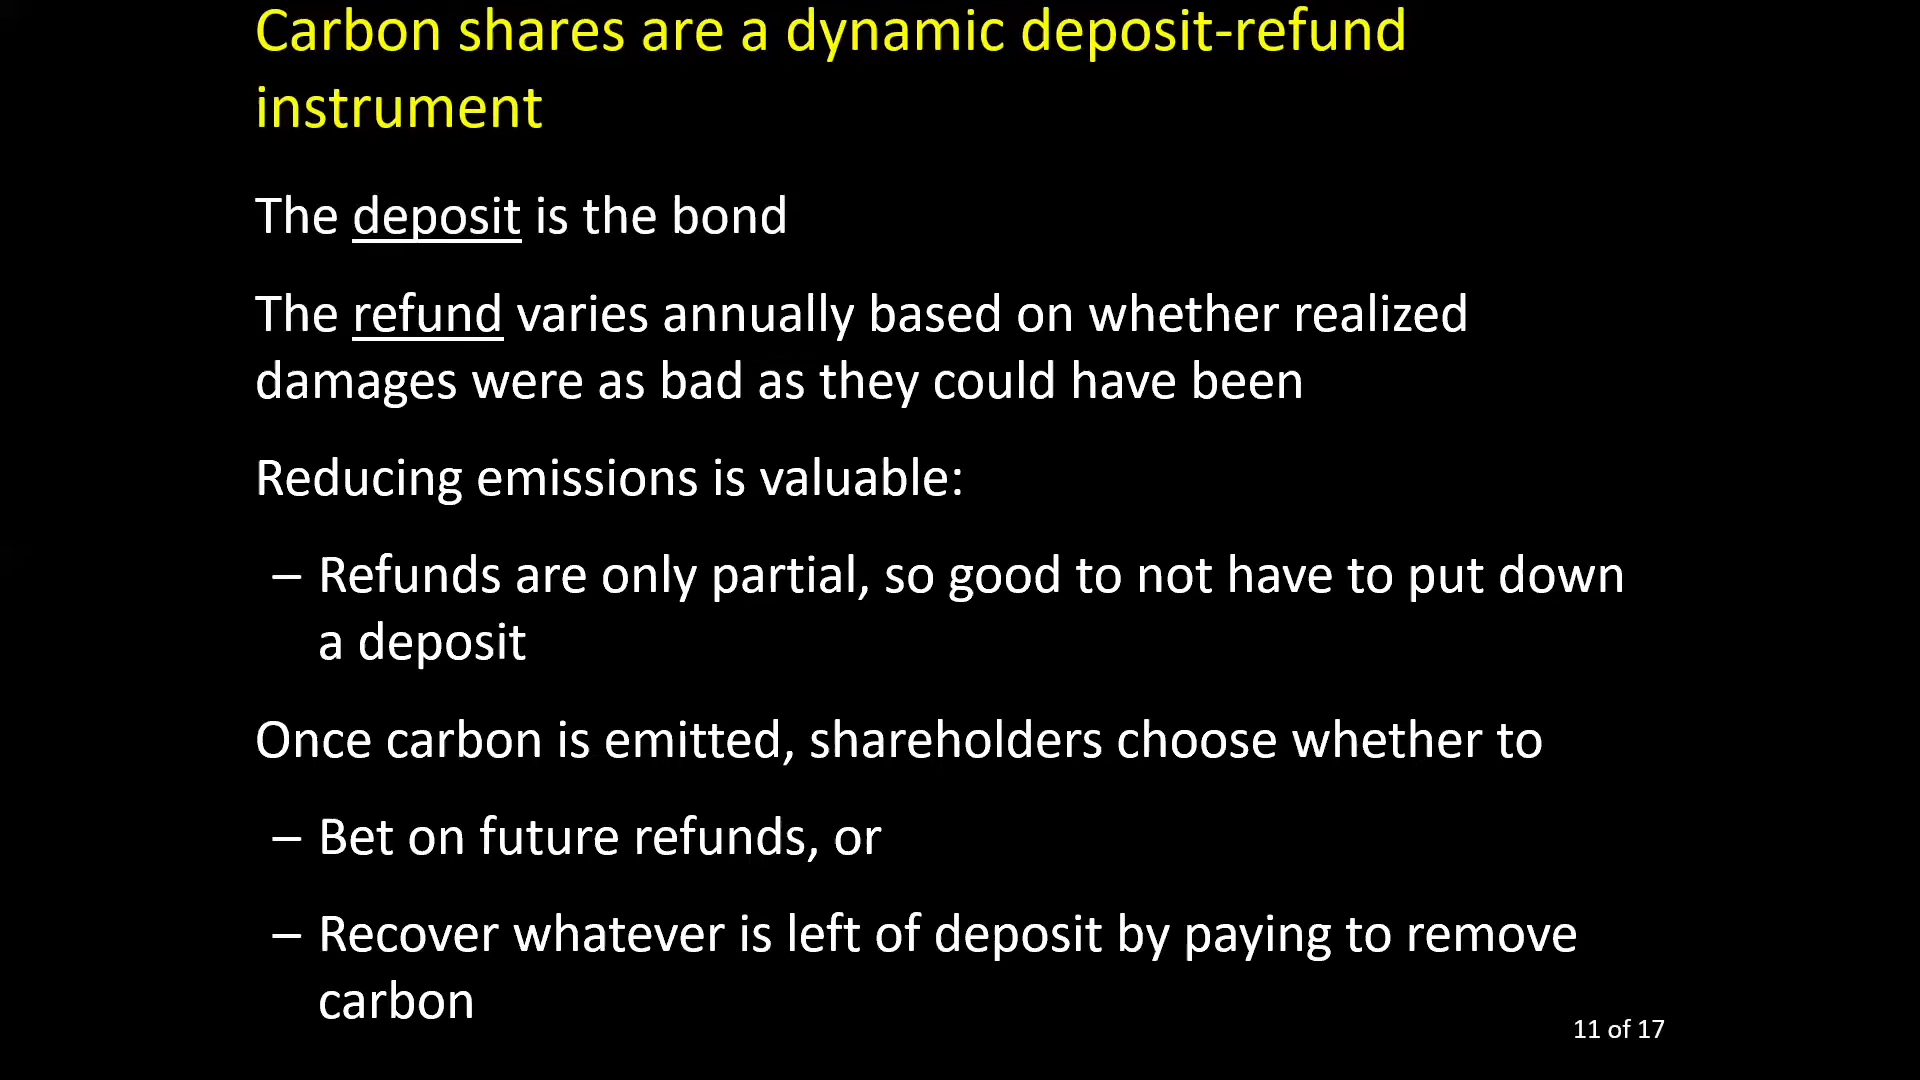 Carbon shares are a dynamic deposit-refund
instrument
The deposit is the bond
The refund varies annually based on whether realized
damages were as bad as they could have been
Reducing emissions is valuable:
– Refunds are only partial, so good to not have to put down
a deposit
Once carbon is emitted, shareholders choose whether to
– Bet on future refunds, or
– Recover whatever is left of deposit by paying to remove
carbon
11 of 17